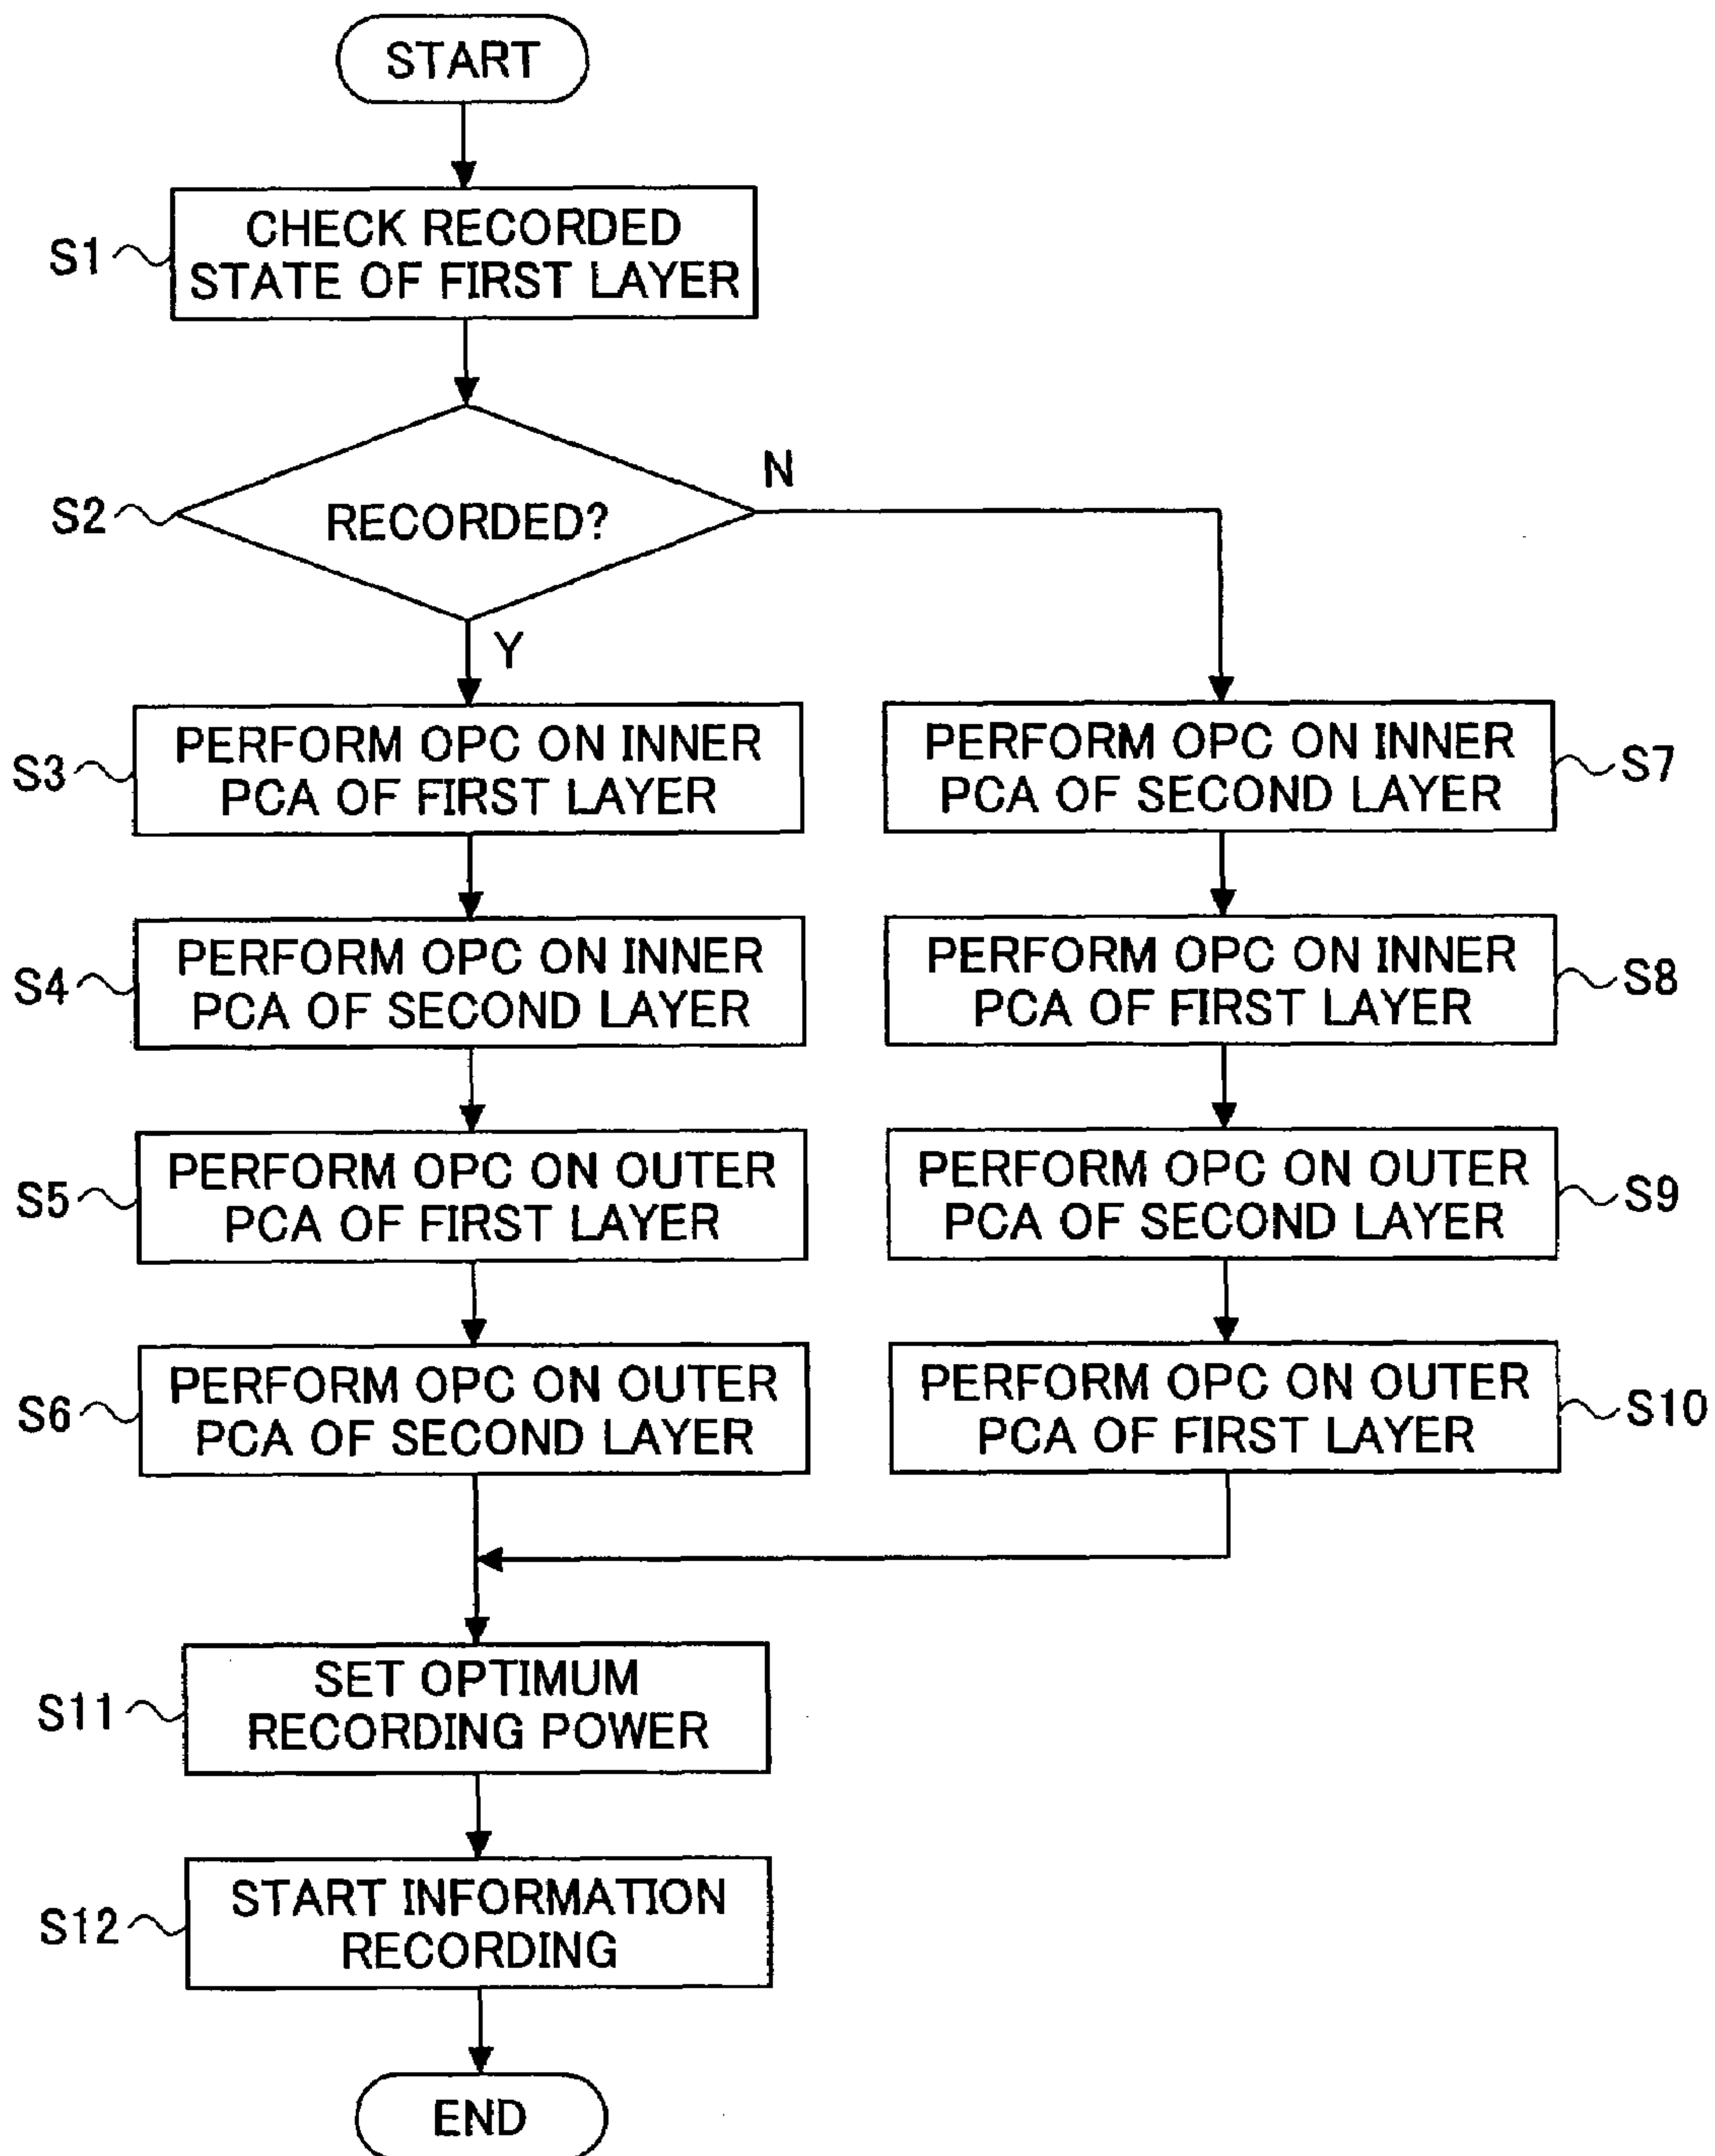 START
S1
CHECK RECORDED
STATE OF FIRST LAYER
S2
RECORDED?
N
Y
S3
PERFORM OPC ON INNER
PCA OF FIRST LAYER
PERFORM OPC ON INNER
PCA OF SECOND LAYER
S7
S4
PERFORM OPC ON INNER
PCA OF SECOND LAYER
PERFORM OPC ON INNER
PCA OF FIRST LAYER
S8
S5
PERFORM OPC ON OUTER
PCA OF FIRST LAYER
PERFORM OPC ON OUTER
PCA OF SECOND LAYER
S9
S6
PERFORM OPC ON OUTER
PCA OF SECOND LAYER
PERFORM OPC ON OUTER
PCA OF FIRST LAYER
S10
S11
SET OPTIMUM
RECORDING POWER
S12
START INFORMATION
RECORDING
END